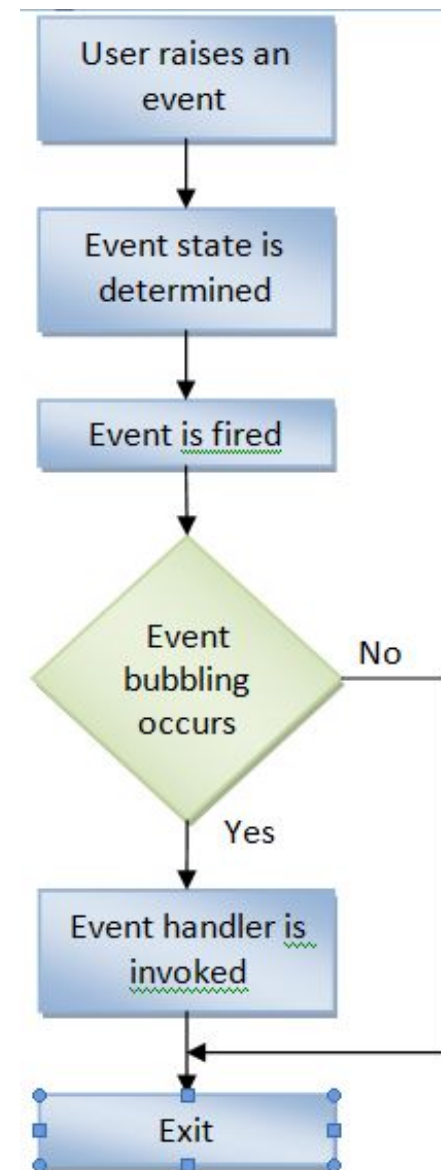 User raises an
event
Event state is
determined
Event is fired
Event
bubbling
occurs
No
Yes
Event handler is
invoked
Exit